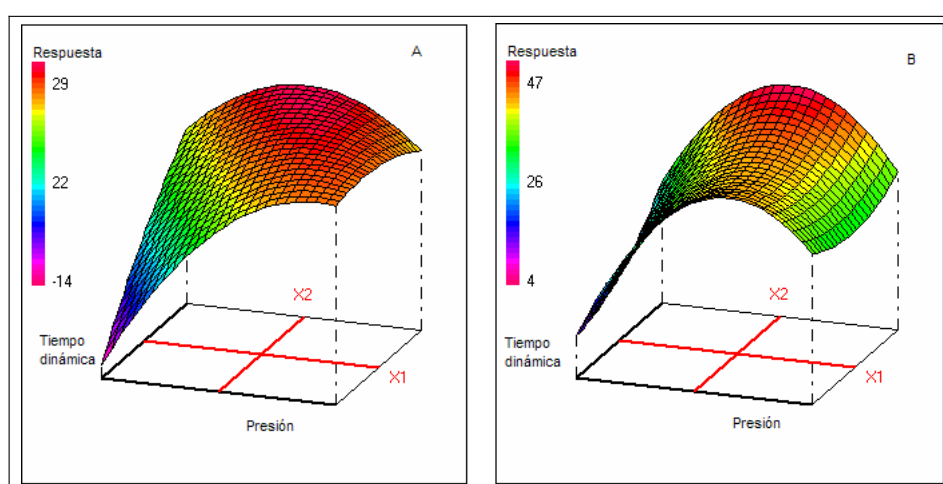 Respuesta
A
29
22
-14
X2
Tiempo
dinámica
X1
Presión
Respuesta
B
47
26
4
X2
Tiempo
dinámica
X1
Presión